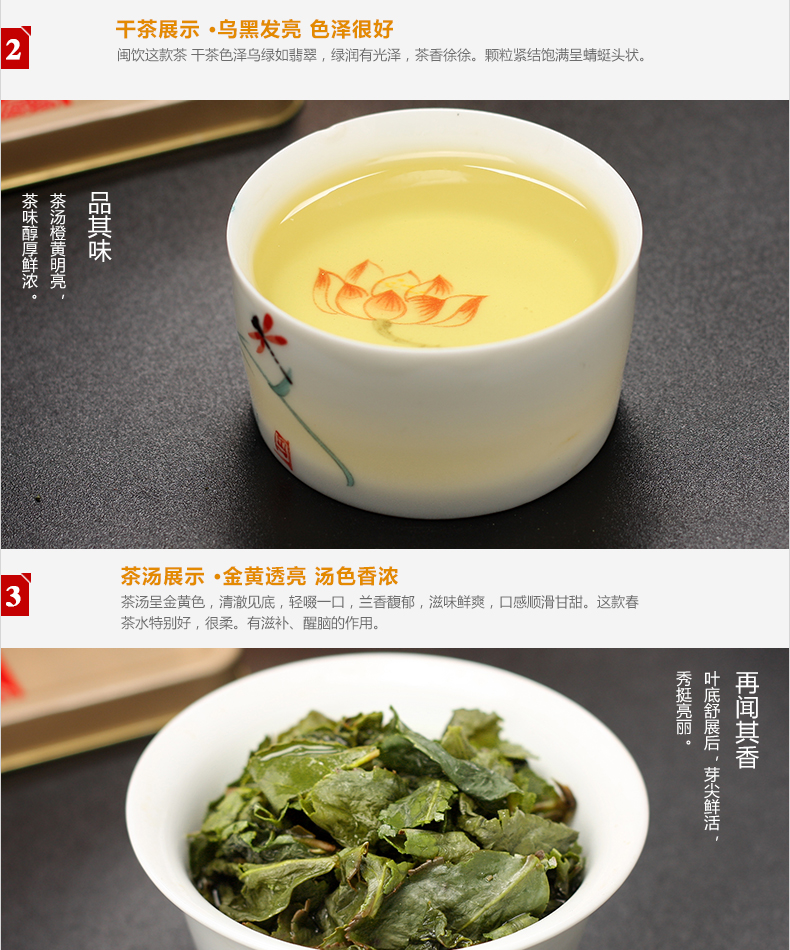 2
干茶展示 ·乌黑发亮 色泽很好
闽饮这款茶 干茶色泽乌绿如翡翠，绿润有光泽，茶香徐徐。颗粒紧结饱满呈蜻蜓头状。
品其味
茶汤橙黄明亮，
茶味醇厚鲜浓。
3
茶汤展示 ·金黄透亮 汤色香浓
茶汤呈金黄色，清澈见底，轻啜一口，兰香馥郁，滋味鲜爽，口感顺滑甘甜。这款春
茶水特别好，很柔。有滋补、醒脑的作用。
再闻其香
叶底舒展后，芽尖鲜活，
秀挺亮丽。